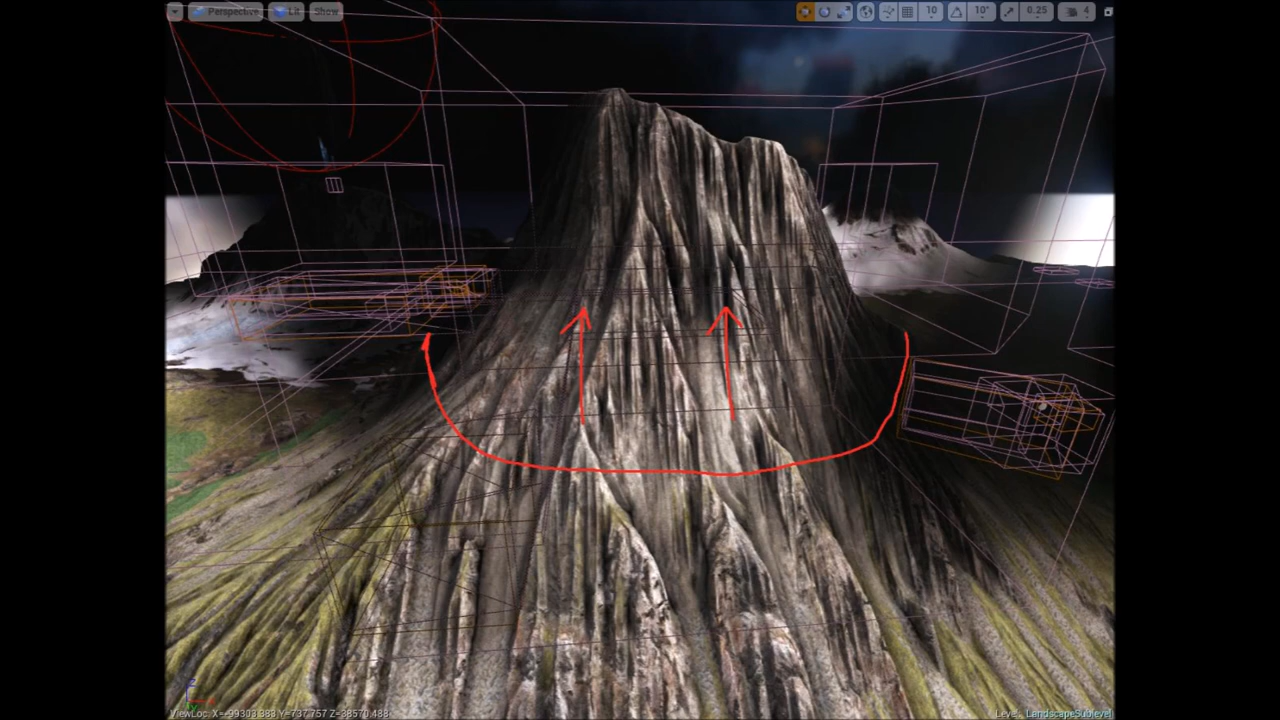 Perspective Lit Show 10 10° 0.25 4
ViewLoc: X=-99303.383 Y=737.757 Z=38570.488
Level: LandscapeSublevel